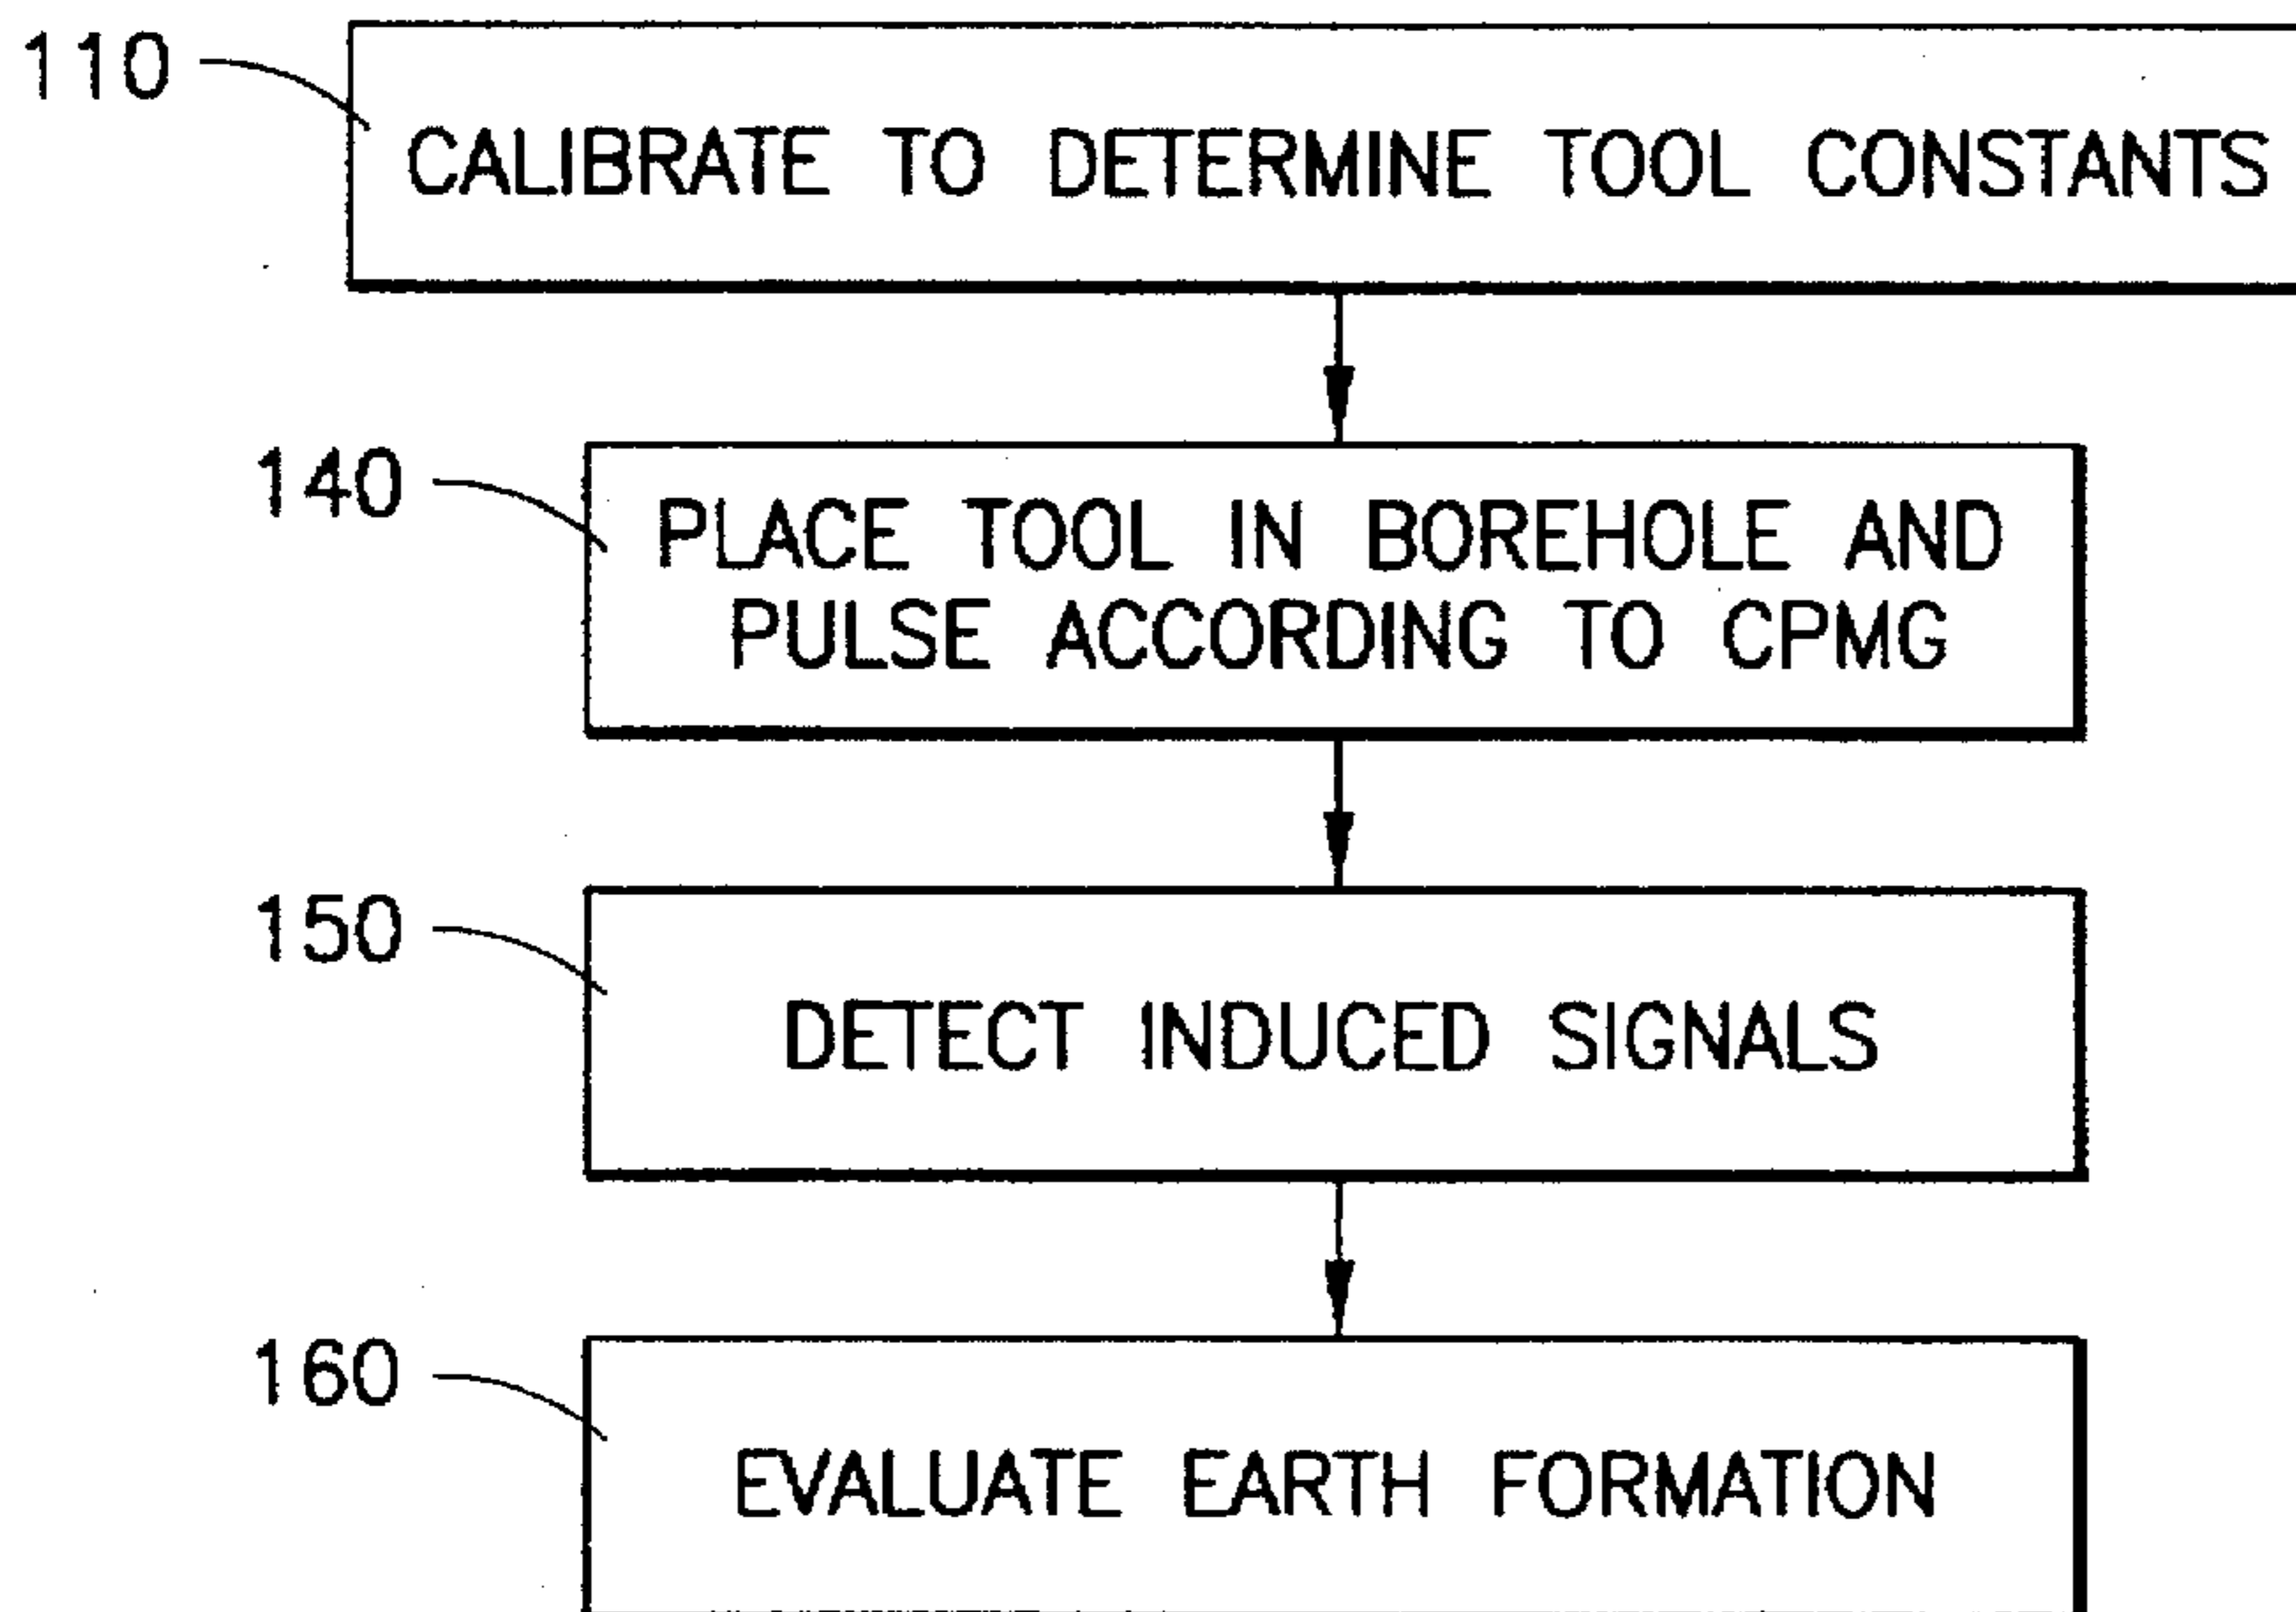 110
CALIBRATE TO DETERMINE TOOL CONSTANTS
140
PLACE TOOL IN BOREHOLE AND
PULSE ACCORDING TO CPMG
150
DETECT INDUCED SIGNALS
160
EVALUATE EARTH FORMATION